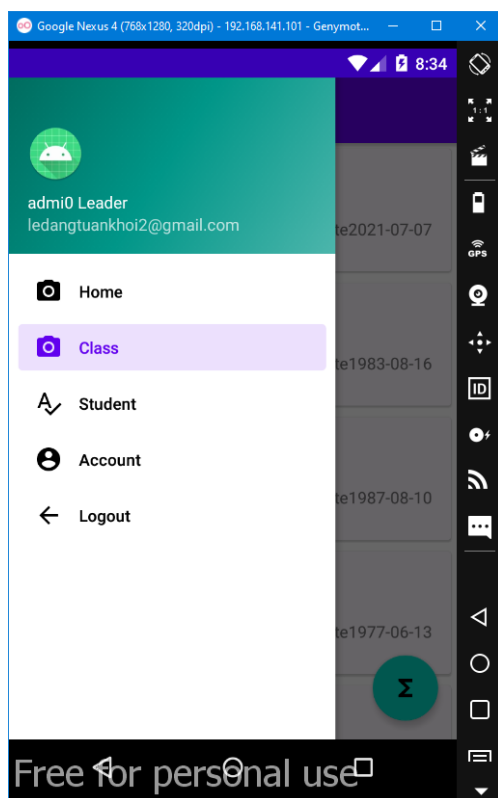 Google Nexus 4 (768x1280, 320dpi) - 192.168.141.101 - Genymot...
8:34
1:1
admi0 Leader
ledangtuankhoi2@gmail.com
te2021-07-07
GPS
Home
Class
te1983-08-16
ID
Student
Account
te1987-08-10
Logout
te1977-06-13
Σ
Free for personal use